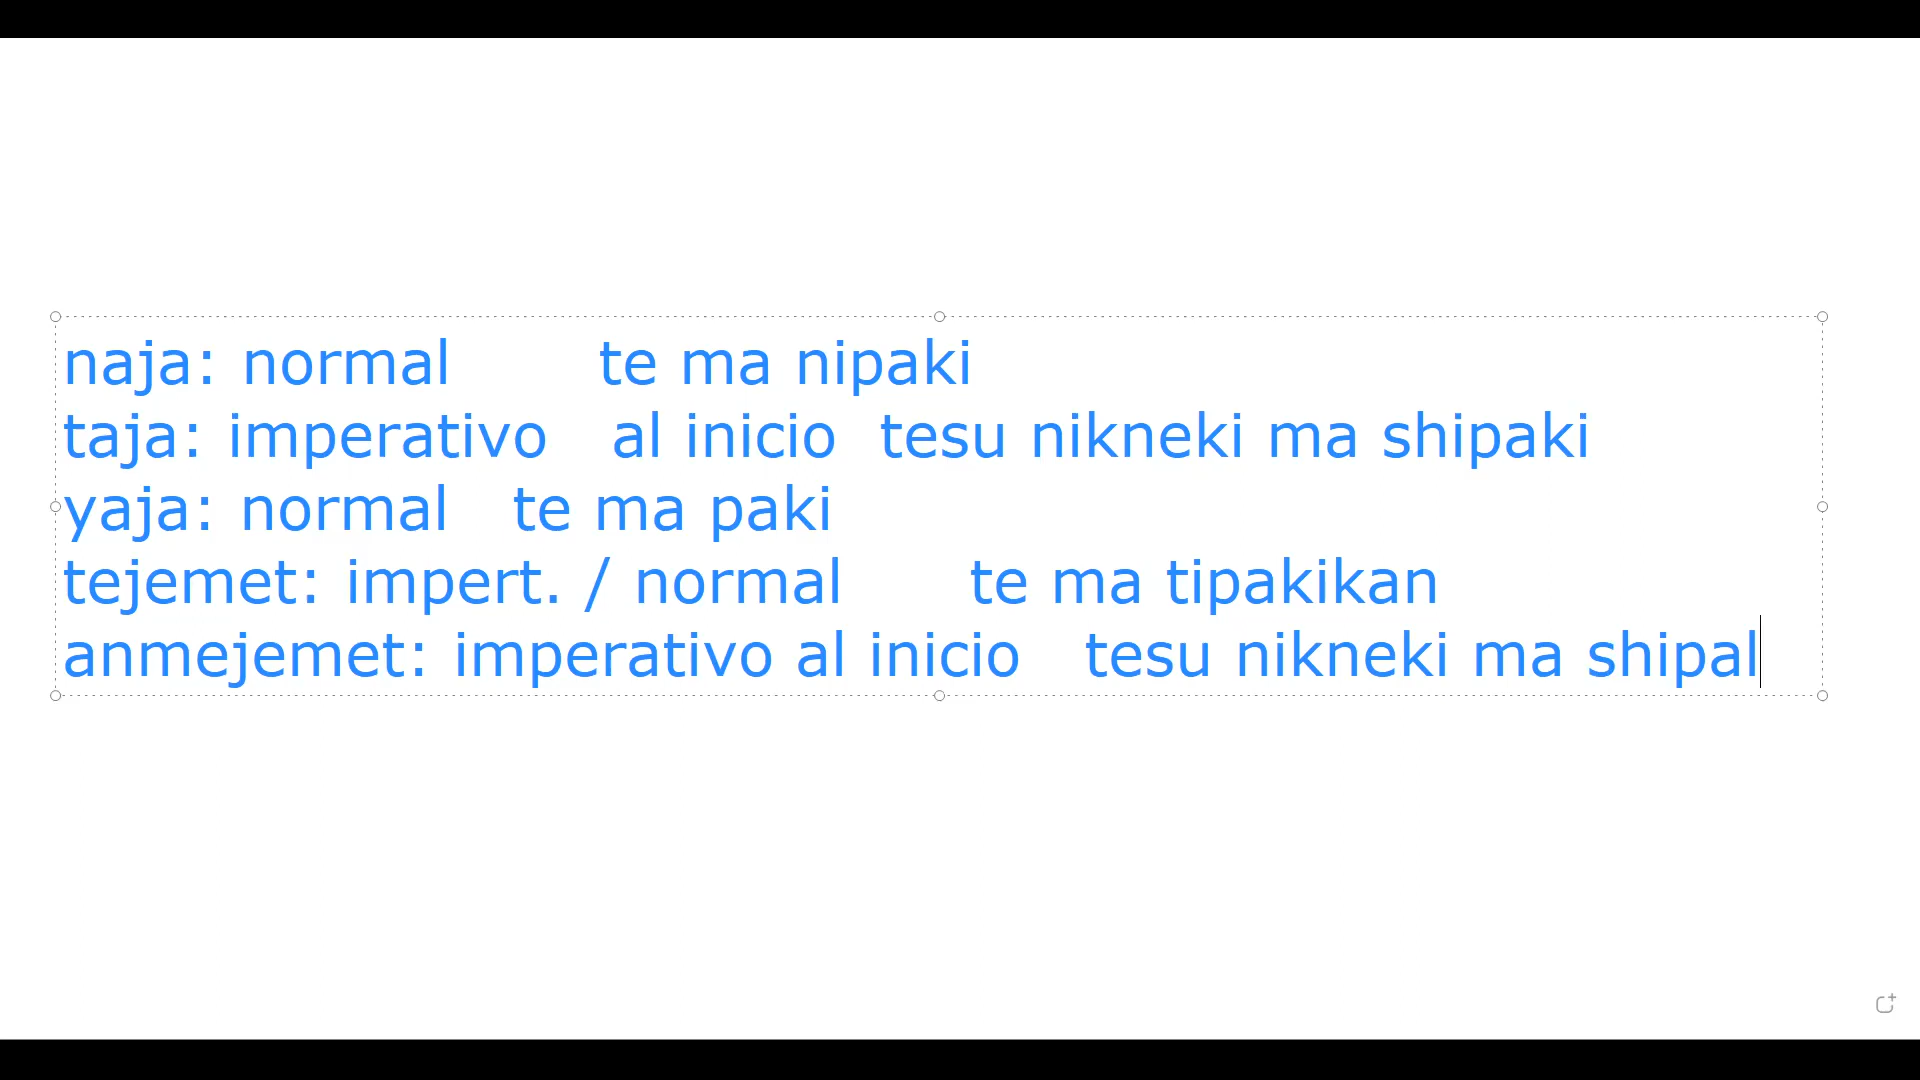 naja: normal te ma nipaki
taja: imperativo al inicio tesu nikneki ma shipaki
yaja: normal te ma paki
tejemet: impert. / normal te ma tipakikan
anmejemet: imperativo al inicio tesu nikneki ma shipal